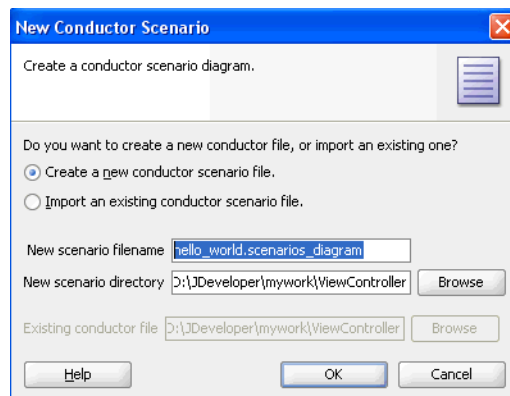 New Conductor Scenario
Create a conductor scenario diagram.
Do you want to create a new conductor file, or import an existing one?
Create a new conductor scenario file.
Import an existing conductor scenario file.
New scenario filename hello_world.scenarios_diagram
New scenario directory D:\JDeveloper\mywork\ViewController Browse
Existing conductor file D:\JDeveloper\mywork\ViewController Browse
Help OK Cancel